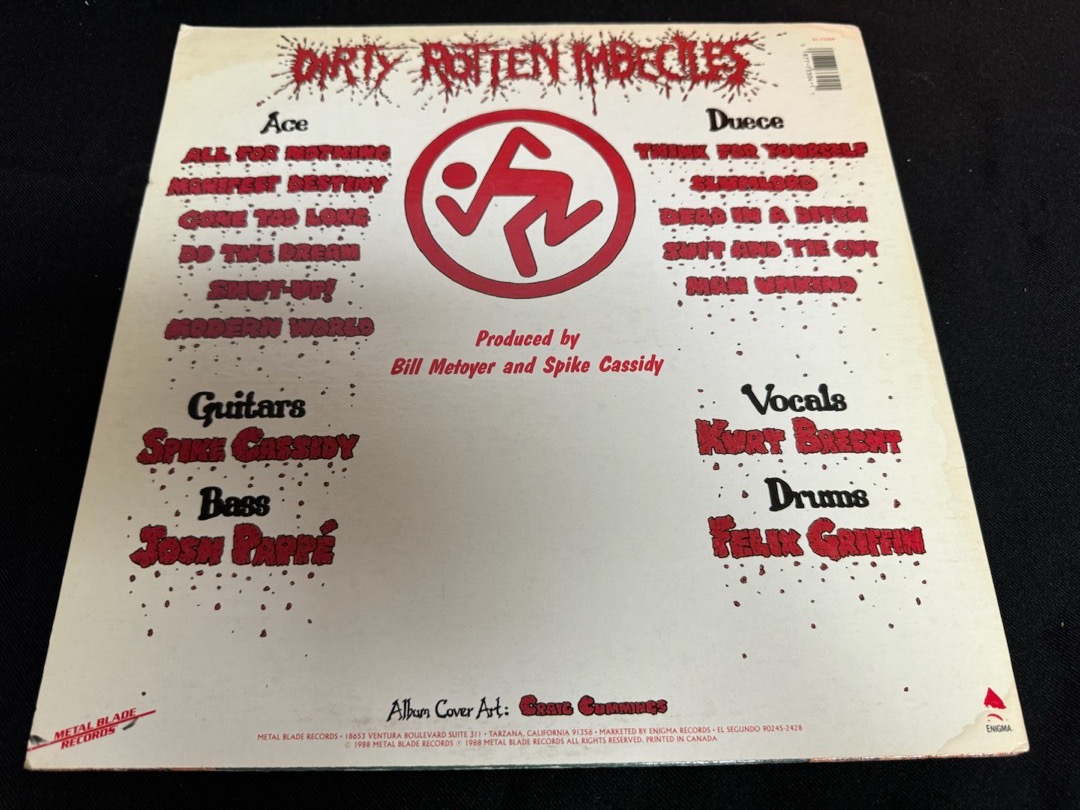 DIRTY ROTTEN IMBECILES
Ace
ALL FOR NOTHING
MANIFEST DESTINY
GONE TOO LONG
DO THE DREAM
SHUT-UP!
MODERN WORLD
Duece
THINK FOR YOURSELF
SLUMLORD
DEAD IN A DITCH
SUIT AND TIE GUY
MAN UNKIND
Produced by
Bill Metoyer and Spike Cassidy
Guitars
SPIKE CASSIDY
Bass
JOSH PAPPÉ
Vocals
KURT BRECHT
Drums
FELIX GRIFFIN
Album Cover Art: CRAIG CUMMINGS
METAL BLADE
RECORDS
METAL BLADE RECORDS • 18653 VENTURA BOULEVARD SUITE 311 • TARZANA, CALIFORNIA 91356 • MARKETED BY ENIGMA RECORDS • EL SEGUNDO 90245-2428
© 1988 METAL BLADE RECORDS ℗ 1988 METAL BLADE RECORDS ALL RIGHTS RESERVED. PRINTED IN CANADA
ENIGMA